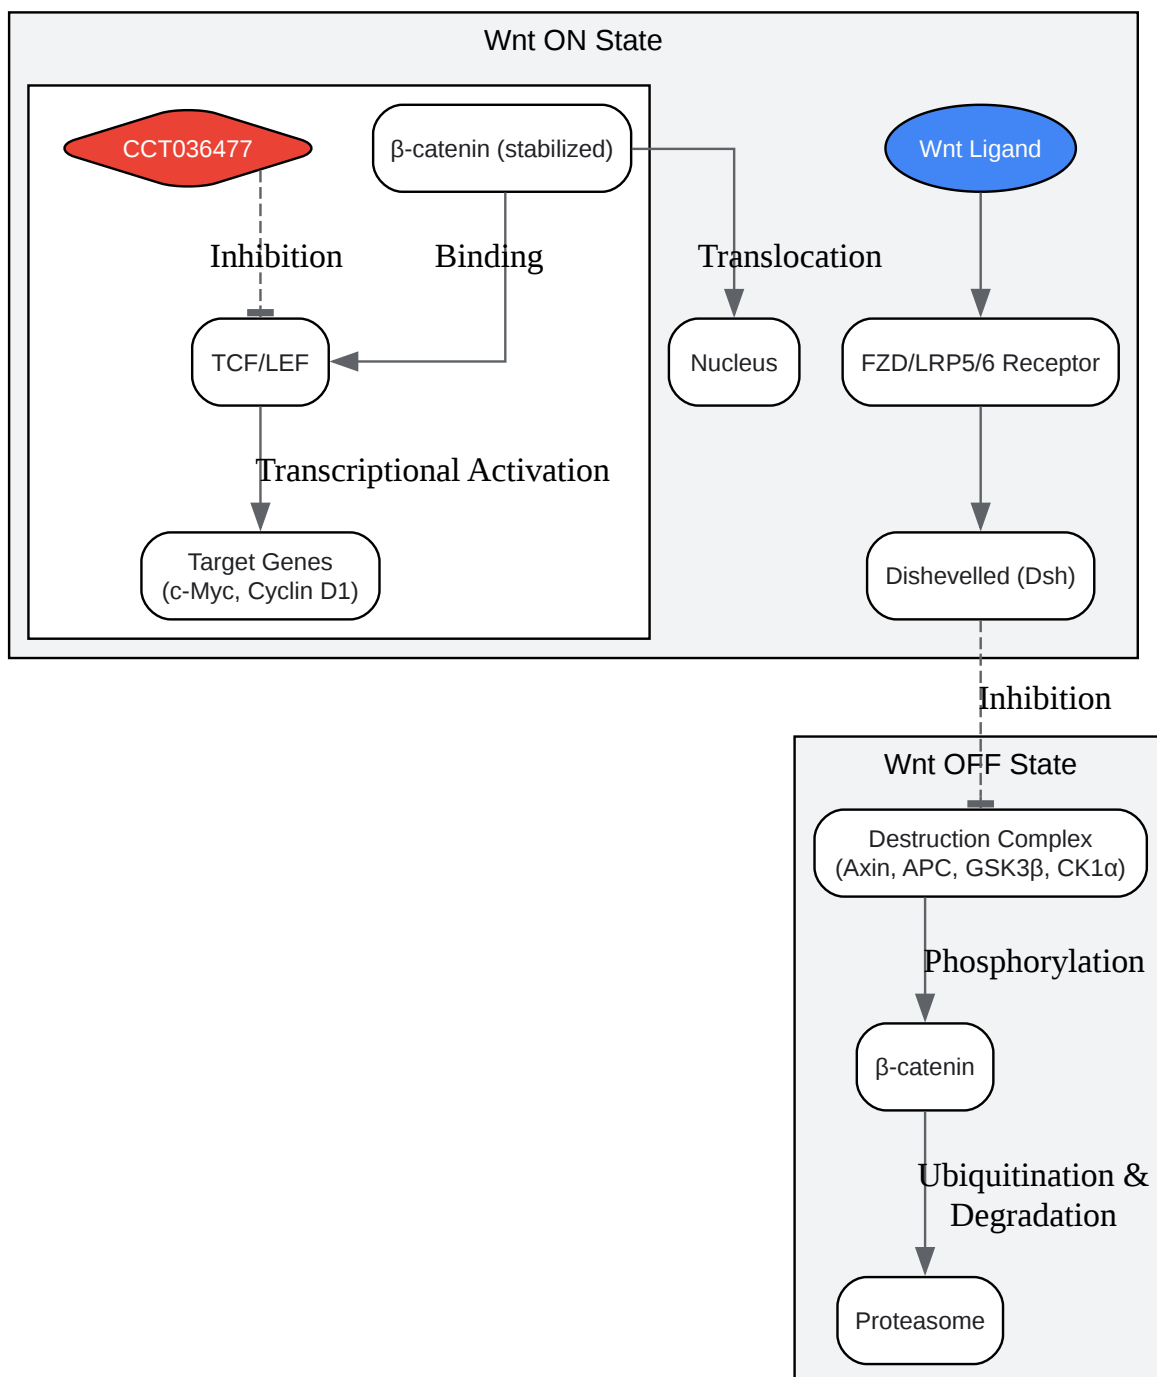 Wnt ON State
CCT036477
β-catenin (stabilized)
Wnt Ligand
Inhibition
Binding
Translocation
TCF/LEF
Nucleus
FZD/LRP5/6 Receptor
Transcriptional Activation
Target Genes
(c-Myc, Cyclin D1)
Dishevelled (Dsh)
Inhibition
Wnt OFF State
Destruction Complex
(Axin, APC, GSK3β, CK1α)
Phosphorylation
β-catenin
Ubiquitination &
Degradation
Proteasome